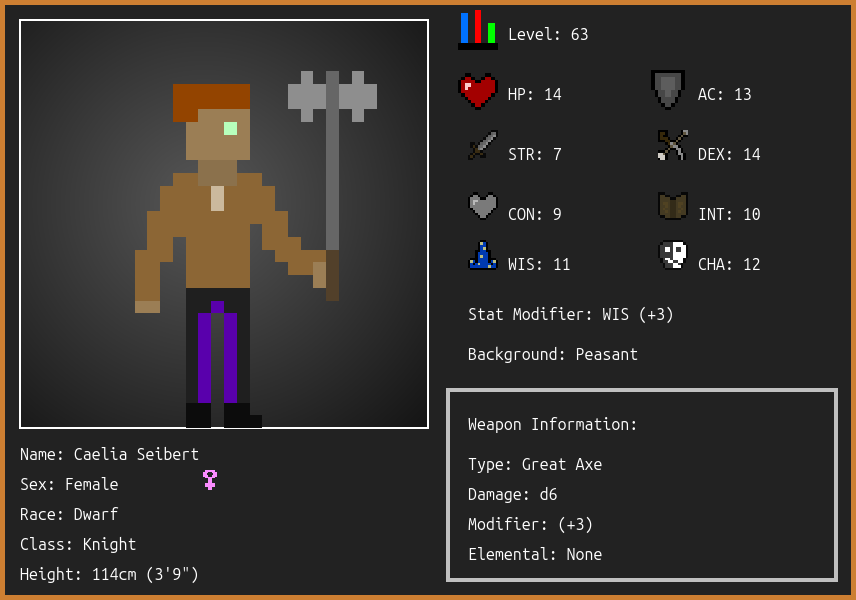 Level: 63
HP: 14
AC: 13
STR: 7
DEX: 14
CON: 9
INT: 10
WIS: 11
CHA: 12
Stat Modifier: WIS (+3)
Background: Peasant
Weapon Information:
Type: Great Axe
Damage: d6
Modifier: (+3)
Elemental: None
Name: Caelia Seibert
Sex: Female
Race: Dwarf
Class: Knight
Height: 114cm (3'9")